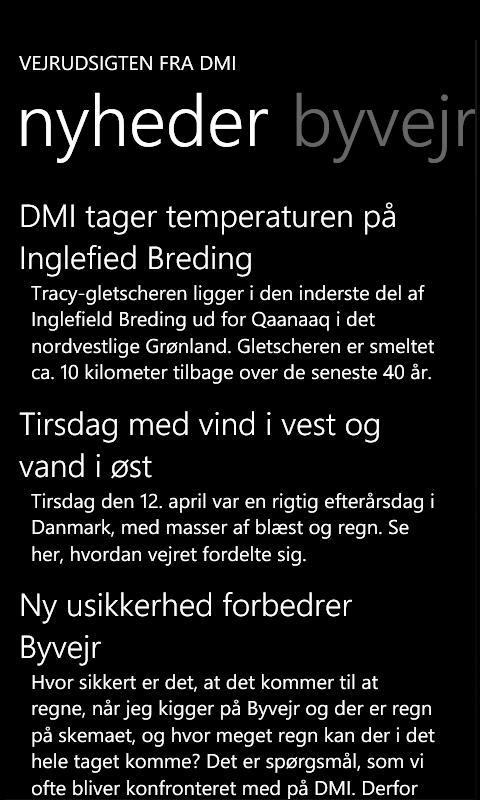 VEJRUDSIGTEN FRA DMI
nyheder byvejr
DMI tager temperaturen på
Inglefied Breding
Tracy-gletscheren ligger i den inderste del af
Inglefield Breding ud for Qaanaaq i det
nordvestlige Grønland. Gletscheren er smeltet
ca. 10 kilometer tilbage over de seneste 40 år.
Tirsdag med vind i vest og
vand i øst
Tirsdag den 12. april var en rigtig efterårsdag i
Danmark, med masser af blæst og regn. Se
her, hvordan vejret fordelte sig.
Ny usikkerhed forbedrer
Byvejr
Hvor sikkert er det, at det kommer til at
regne, når jeg kigger på Byvejr og der er regn
på skemaet, og hvor meget regn kan der i det
hele taget komme? Det er spørgsmål, som vi
ofte bliver konfronteret med på DMI. Derfor